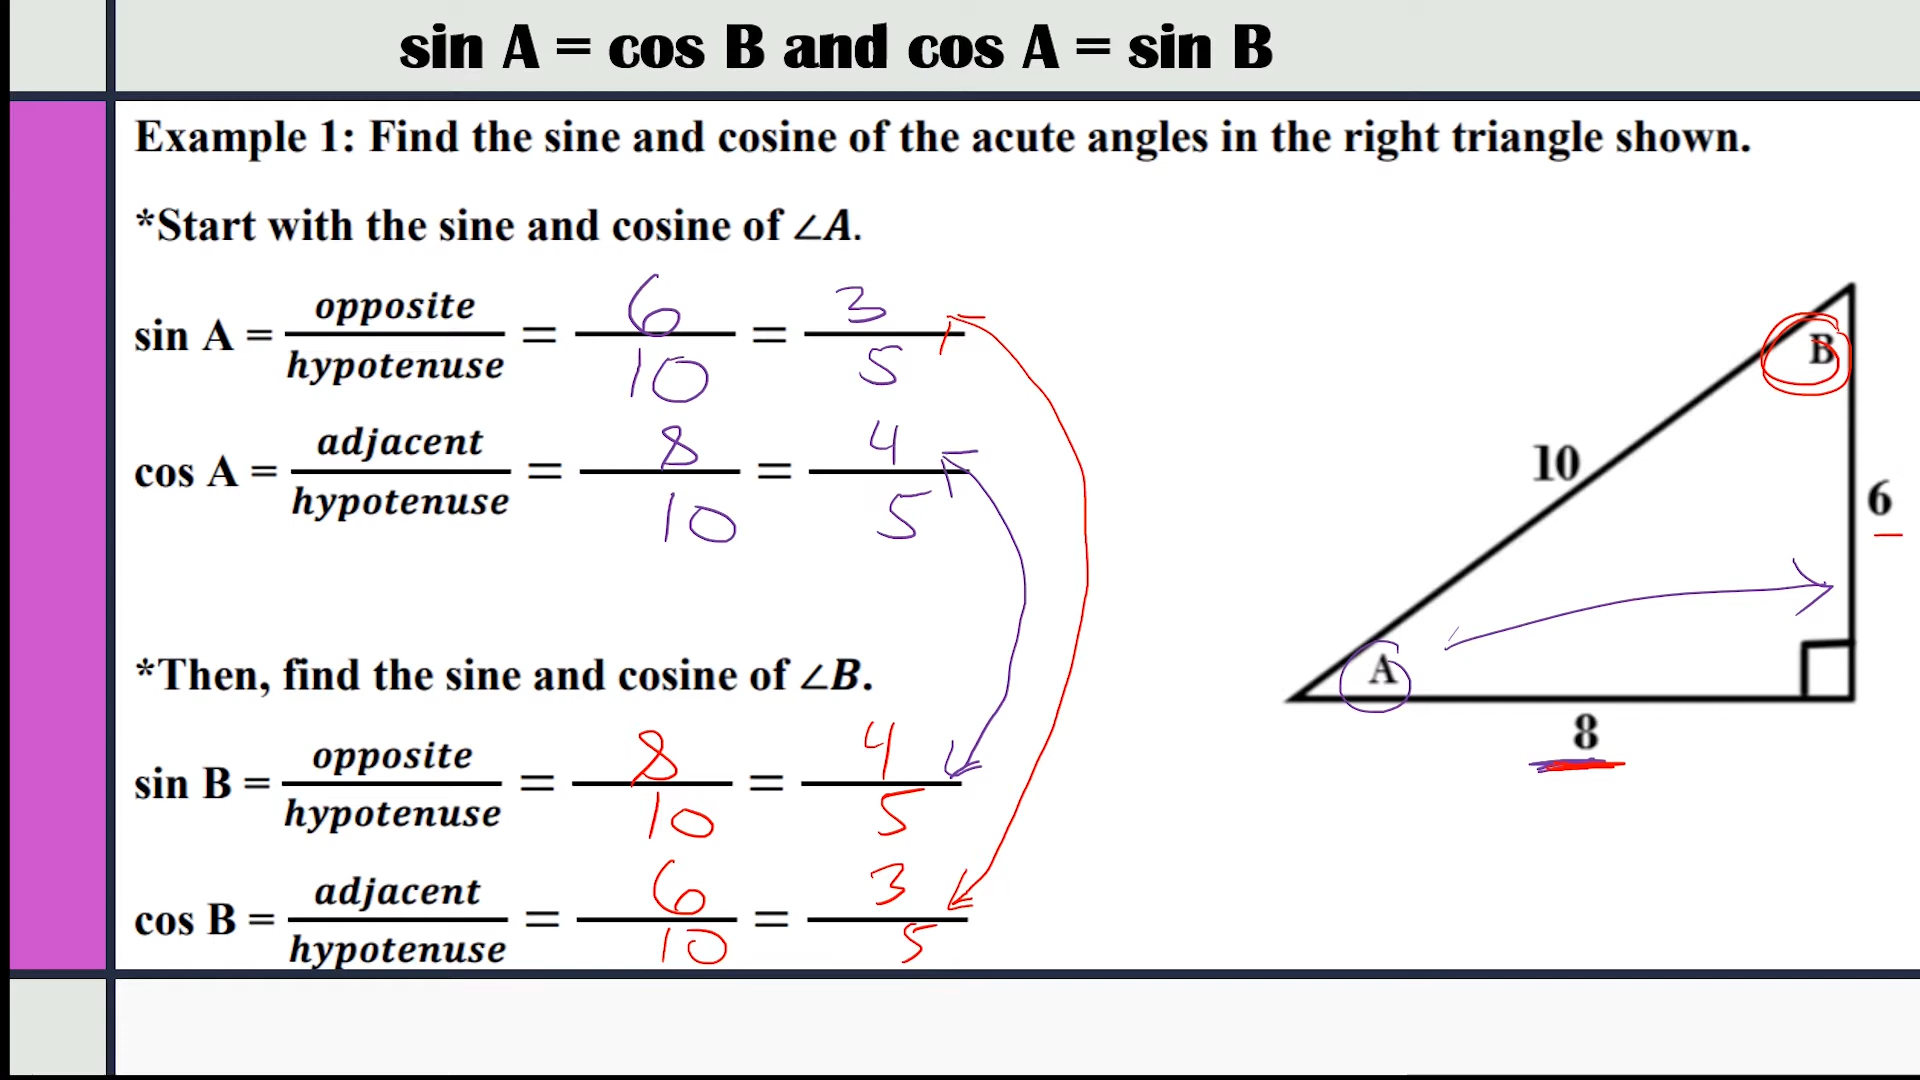 sin A = cos B and cos A = sin B
Example 1: Find the sine and cosine of the acute angles in the right triangle shown.
*Start with the sine and cosine of ∠A.
sin A = opposite/hypotenuse = 6/10 = 3/5
cos A = adjacent/hypotenuse = 8/10 = 4/5
*Then, find the sine and cosine of ∠B.
sin B = opposite/hypotenuse = 8/10 = 4/5
cos B = adjacent/hypotenuse = 6/10 = 3/5
B
10
6
A
8